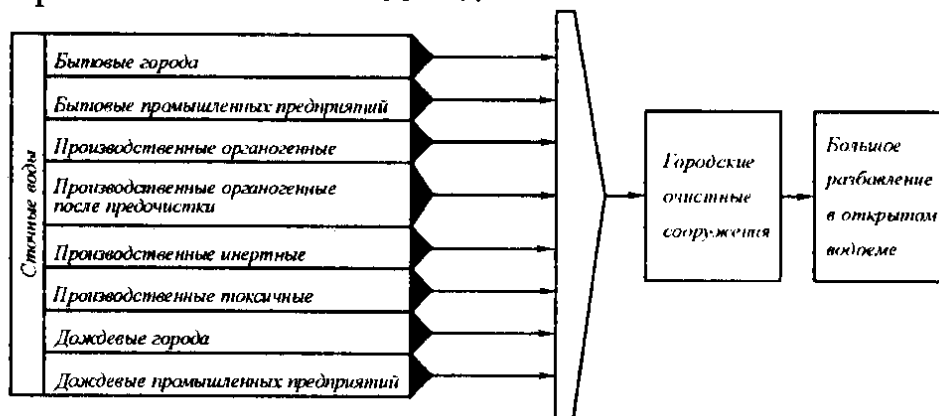 Сточные воды
Бытовые города
Бытовые промышленных предприятий
Производственные органогенные
Производственные органогенные
после предочистки
Производственные инертные
Производственные токсичные
Дождевые города
Дождевые промышленных предприятий
Городские
очистные
сооружения
Большое
разбавление
в открытом
водоеме